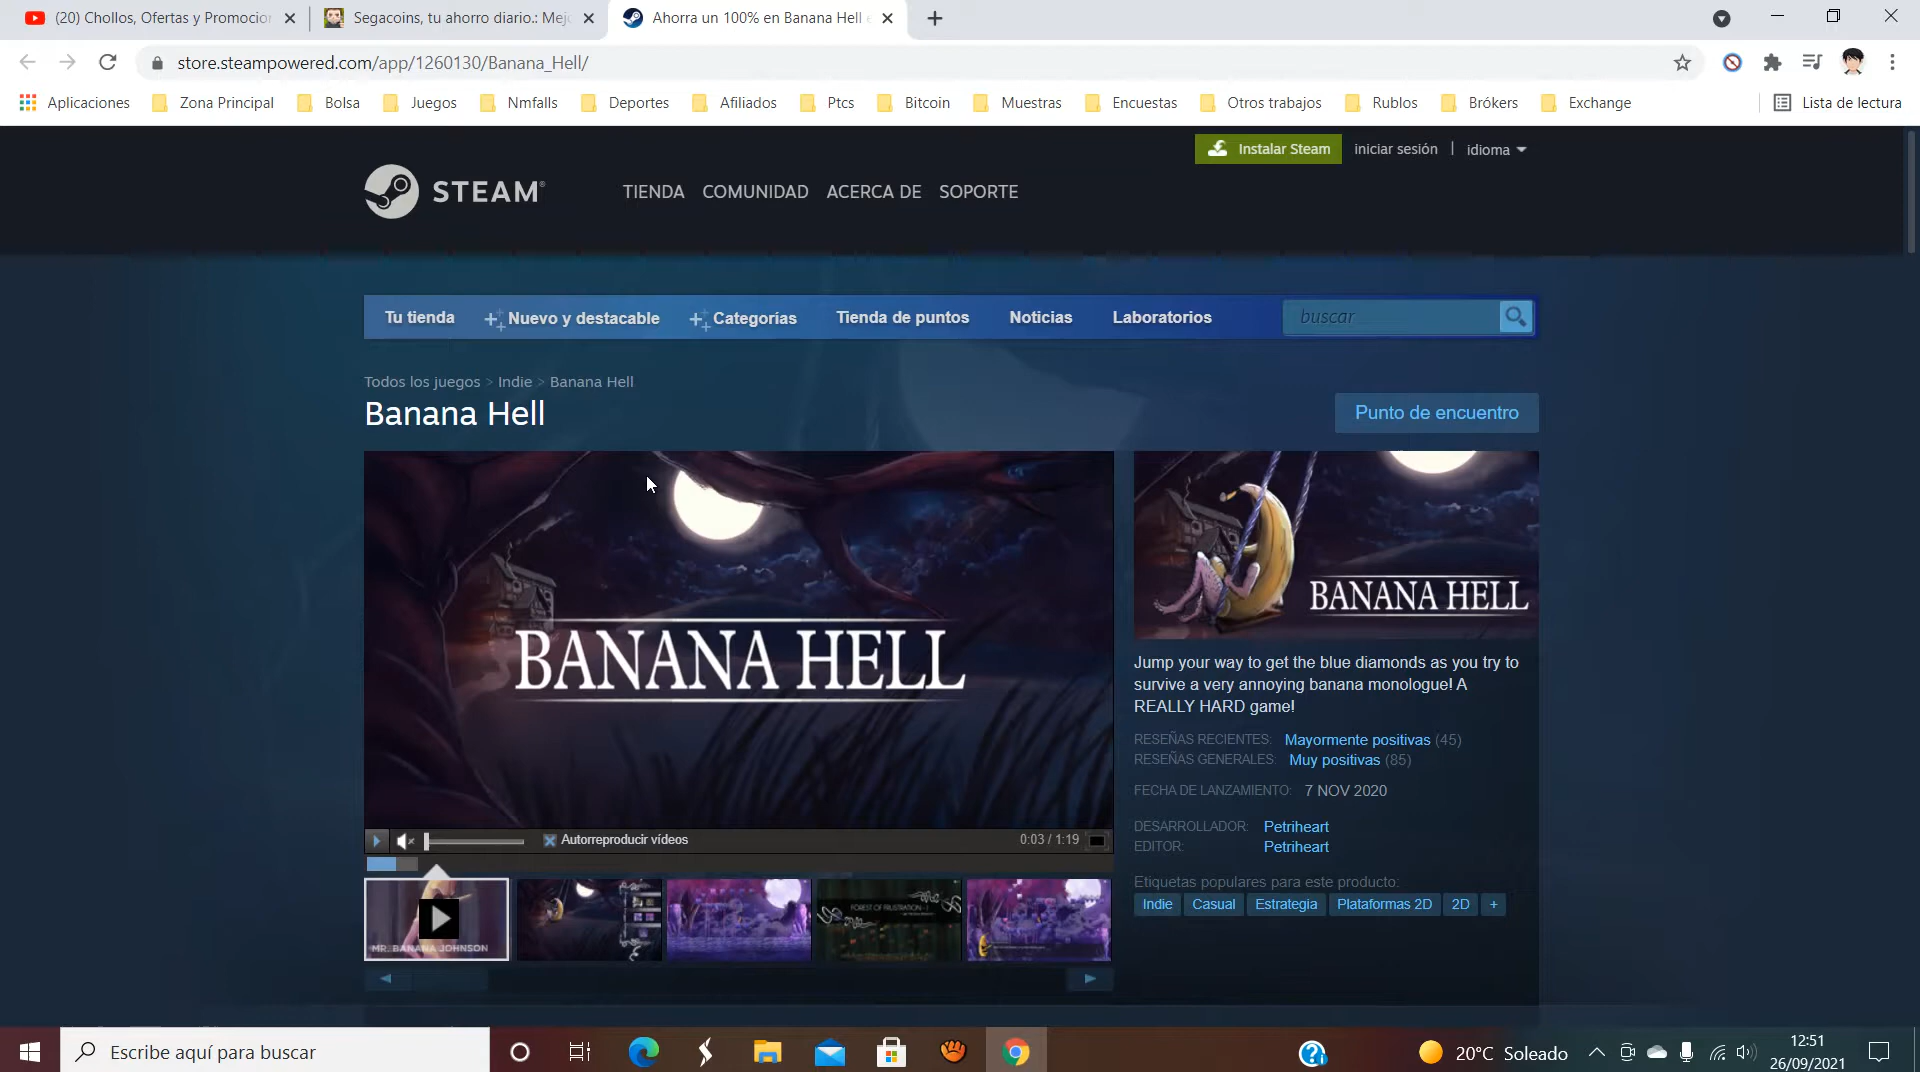 (20) Chollos, Ofertas y Promocion
Segacoins, tu ahorro diario.: Mejo
Ahorra un 100% en Banana Hell e
store.steampowered.com/app/1260130/Banana_Hell/
Aplicaciones
Zona Principal
Bolsa
Juegos
Nmfalls
Deportes
Afiliados
Ptcs
Bitcoin
Muestras
Encuestas
Otros trabajos
Rublos
Brókers
Exchange
Lista de lectura
Instalar Steam
iniciar sesión
idioma
STEAM®
TIENDA
COMUNIDAD
ACERCA DE
SOPORTE
Tu tienda
Nuevo y destacable
Categorías
Tienda de puntos
Noticias
Laboratorios
buscar
Todos los juegos > Indie > Banana Hell
Banana Hell
Punto de encuentro
BANANA HELL
BANANA HELL
Jump your way to get the blue diamonds as you try to
survive a very annoying banana monologue! A
REALLY HARD game!
RESEÑAS RECIENTES: Mayormente positivas (45)
RESEÑAS GENERALES: Muy positivas (85)
FECHA DE LANZAMIENTO: 7 NOV 2020
DESARROLLADOR: Petriheart
EDITOR: Petriheart
Etiquetas populares para este producto:
Indie
Casual
Estrategia
Plataformas 2D
2D
+
Autorreproducir vídeos
0:03 / 1:19
MR. BANANA JOHNSON
FOREST OF FRUSTRATION - I
Escribe aquí para buscar
20°C Soleado
12:51
26/09/2021